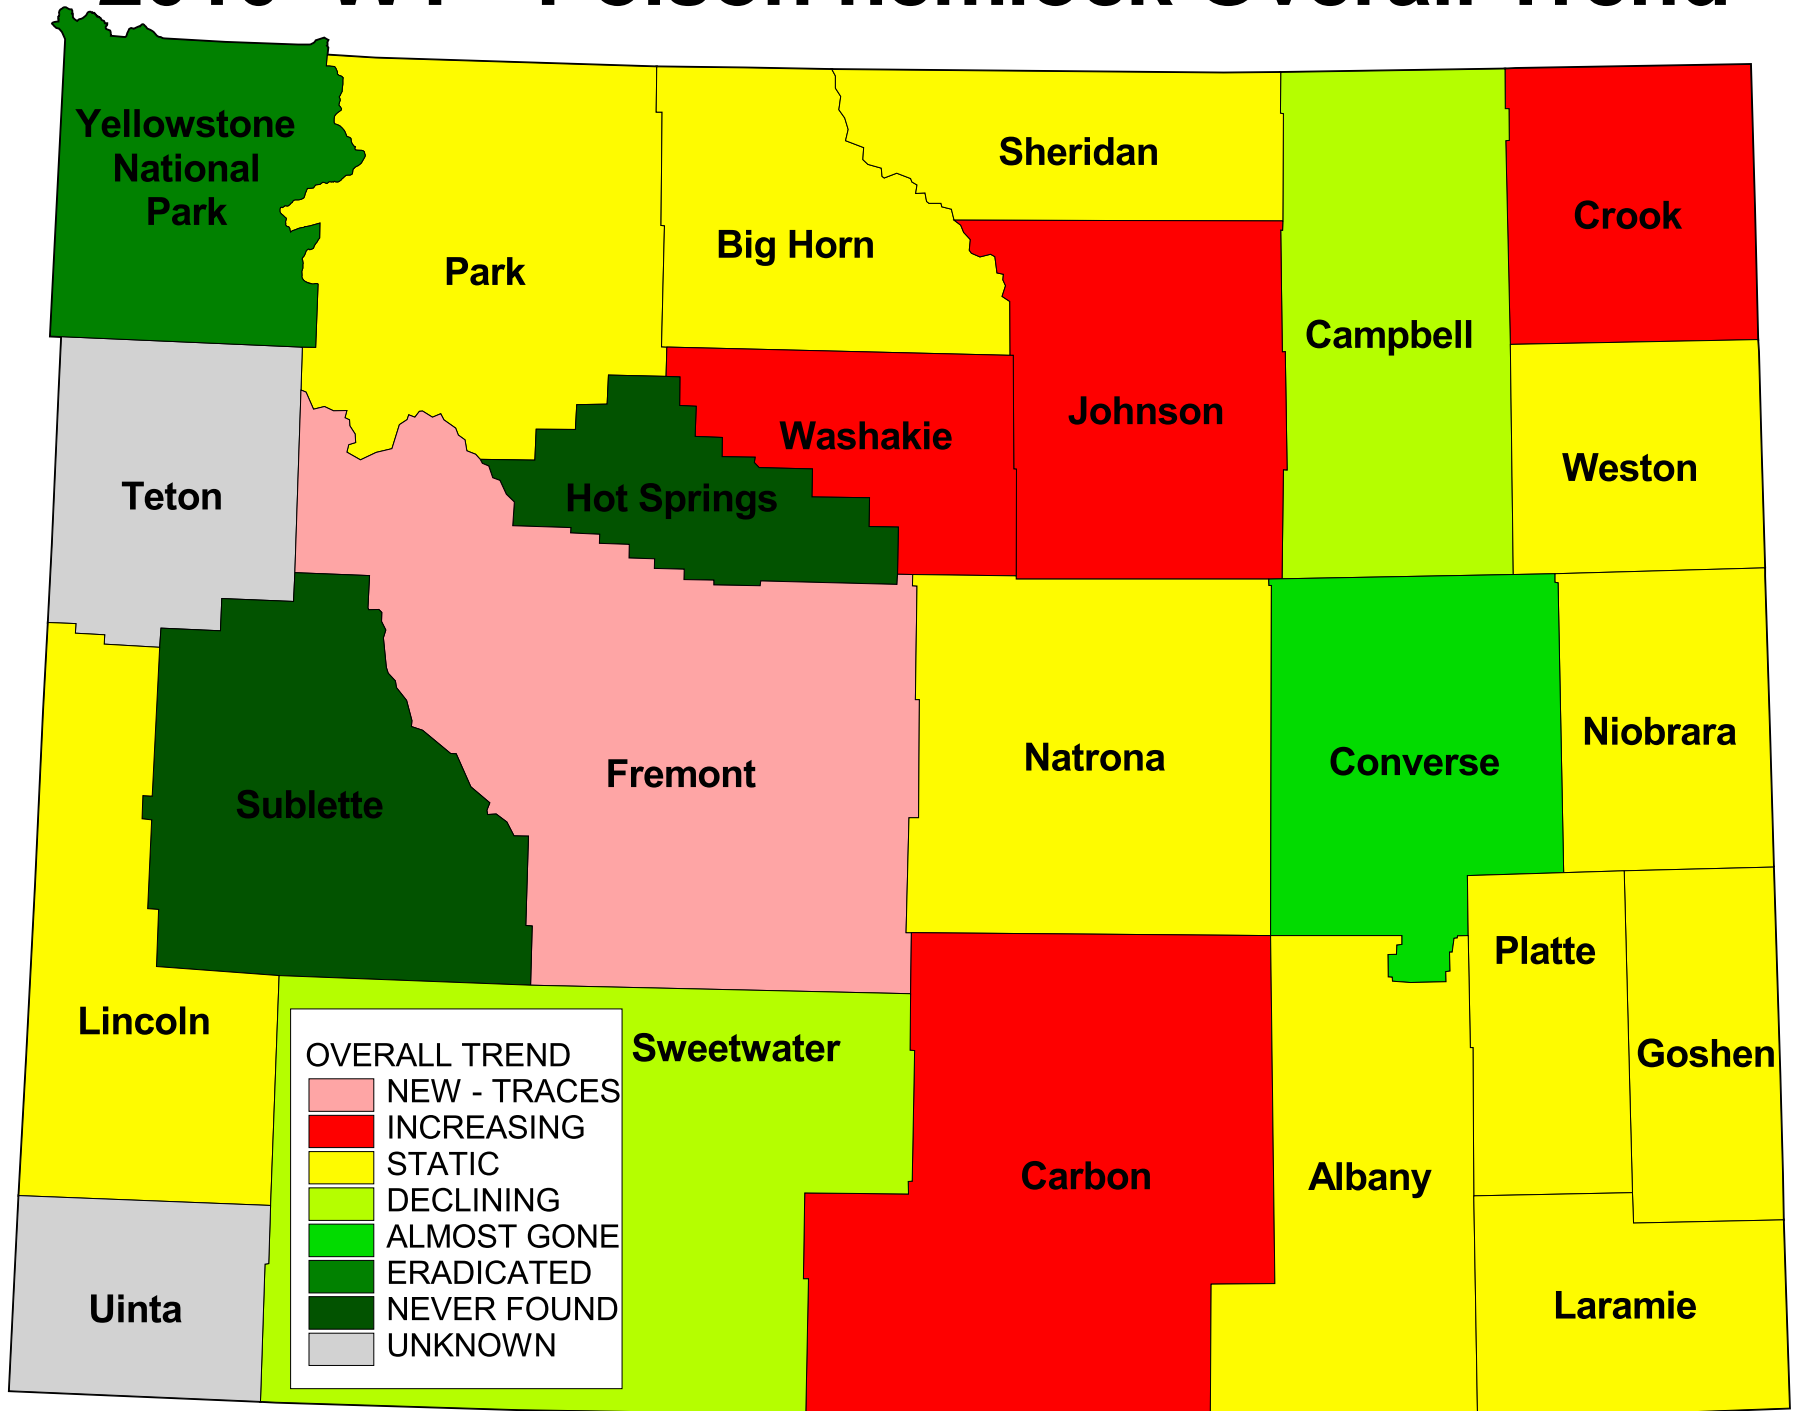 Yellowstone
National
Park
Park
Big Horn
Sheridan
Campbell
Crook
Johnson
Washakie
Hot Springs
Weston
Teton
Fremont
Sublette
Natrona
Converse
Niobrara
Lincoln
Sweetwater
Carbon
Albany
Platte
Goshen
Laramie
Uinta
OVERALL TREND
NEW - TRACES
INCREASING
STATIC
DECLINING
ALMOST GONE
ERADICATED
NEVER FOUND
UNKNOWN